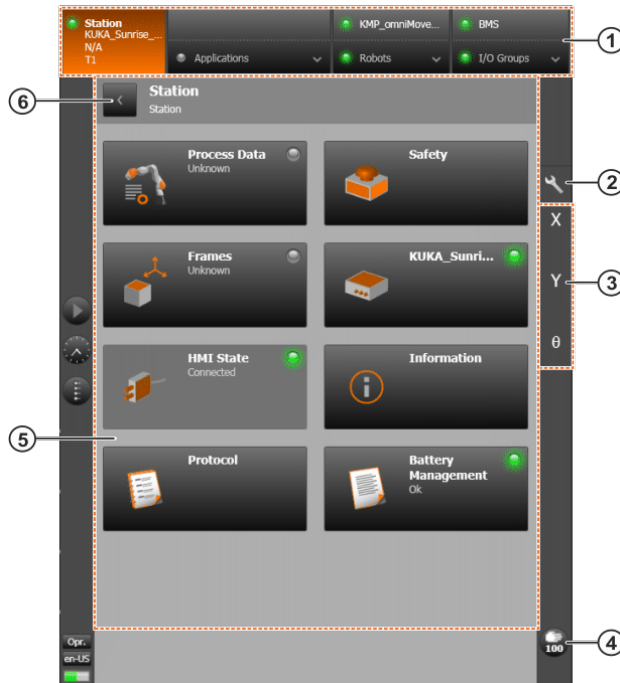 Station
KUKA_Sunrise_...
N/A
T1
KMP_omniMove...
BMS
Applications
Robots
I/O Groups
1
6
Station
Station
Process Data
Unknown
Safety
2
X
Frames
Unknown
KUKA_Sunri...
Y
3
θ
HMI State
Connected
Information
i
5
Protocol
Battery
Management
Ok
Opr.
en-US
100
4